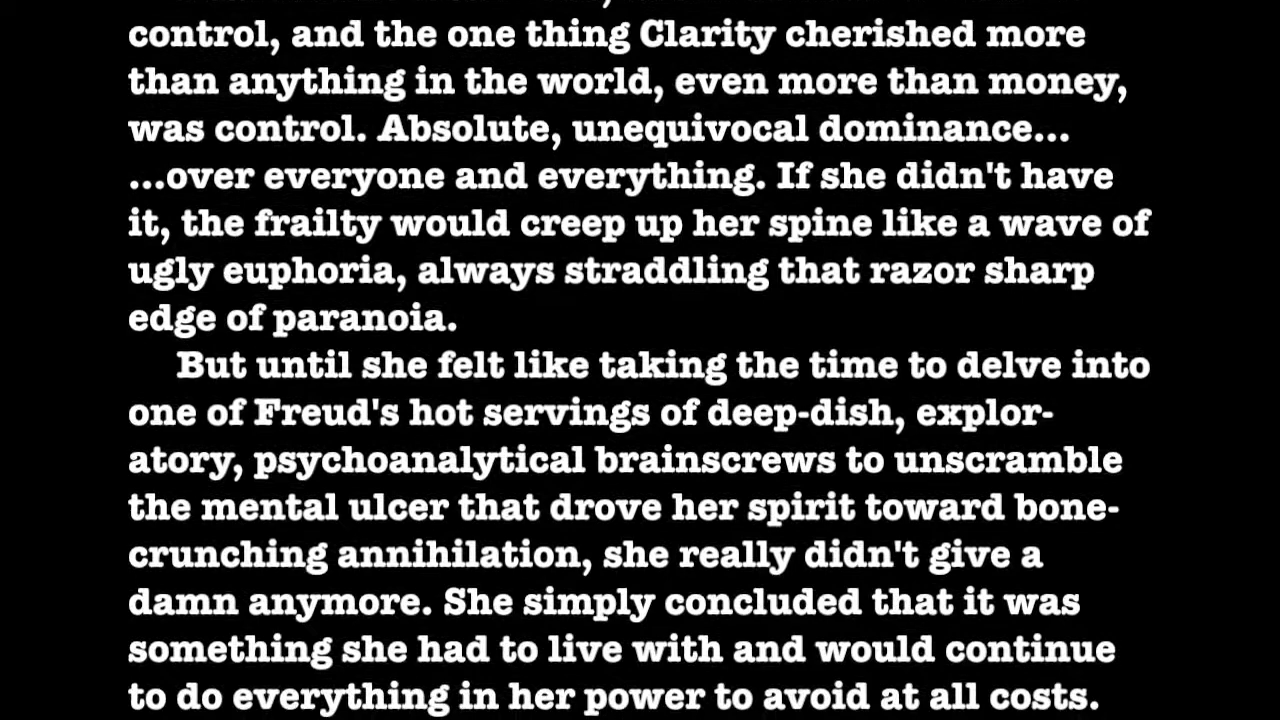 control, and the one thing Clarity cherished more
than anything in the world, even more than money,
was control. Absolute, unequivocal dominance...
...over everyone and everything. If she didn't have
it, the frailty would creep up her spine like a wave of
ugly euphoria, always straddling that razor sharp
edge of paranoia.
But until she felt like taking the time to delve into
one of Freud's hot servings of deep-dish, explor-
atory, psychoanalytical brainscrews to unscramble
the mental ulcer that drove her spirit toward bone-
crunching annihilation, she really didn't give a
damn anymore. She simply concluded that it was
something she had to live with and would continue
to do everything in her power to avoid at all costs.